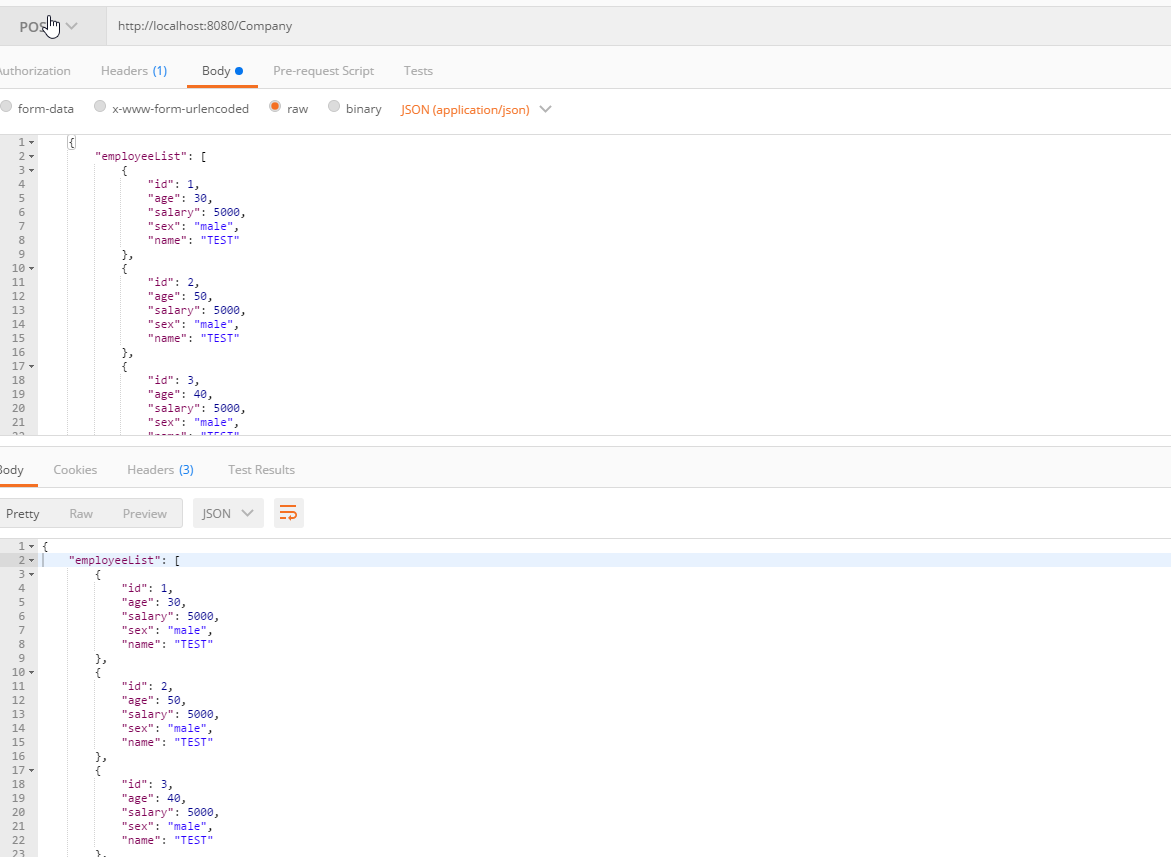 POS http://localhost:8080/Company
Authorization Headers (1) Body Pre-request Script Tests
form-data x-www-form-urlencoded raw binary JSON (application/json)
1 {
2 "employeeList": [
3 {
4 "id": 1,
5 "age": 30,
6 "salary": 5000,
7 "sex": "male",
8 "name": "TEST"
9 },
10 {
11 "id": 2,
12 "age": 50,
13 "salary": 5000,
14 "sex": "male",
15 "name": "TEST"
16 },
17 {
18 "id": 3,
19 "age": 40,
20 "salary": 5000,
21 "sex": "male",
22 "name": "TEST"
Body Cookies Headers (3) Test Results
Pretty Raw Preview JSON
1 {
2 "employeeList": [
3 {
4 "id": 1,
5 "age": 30,
6 "salary": 5000,
7 "sex": "male",
8 "name": "TEST"
9 },
10 {
11 "id": 2,
12 "age": 50,
13 "salary": 5000,
14 "sex": "male",
15 "name": "TEST"
16 },
17 {
18 "id": 3,
19 "age": 40,
20 "salary": 5000,
21 "sex": "male",
22 "name": "TEST"
23 },